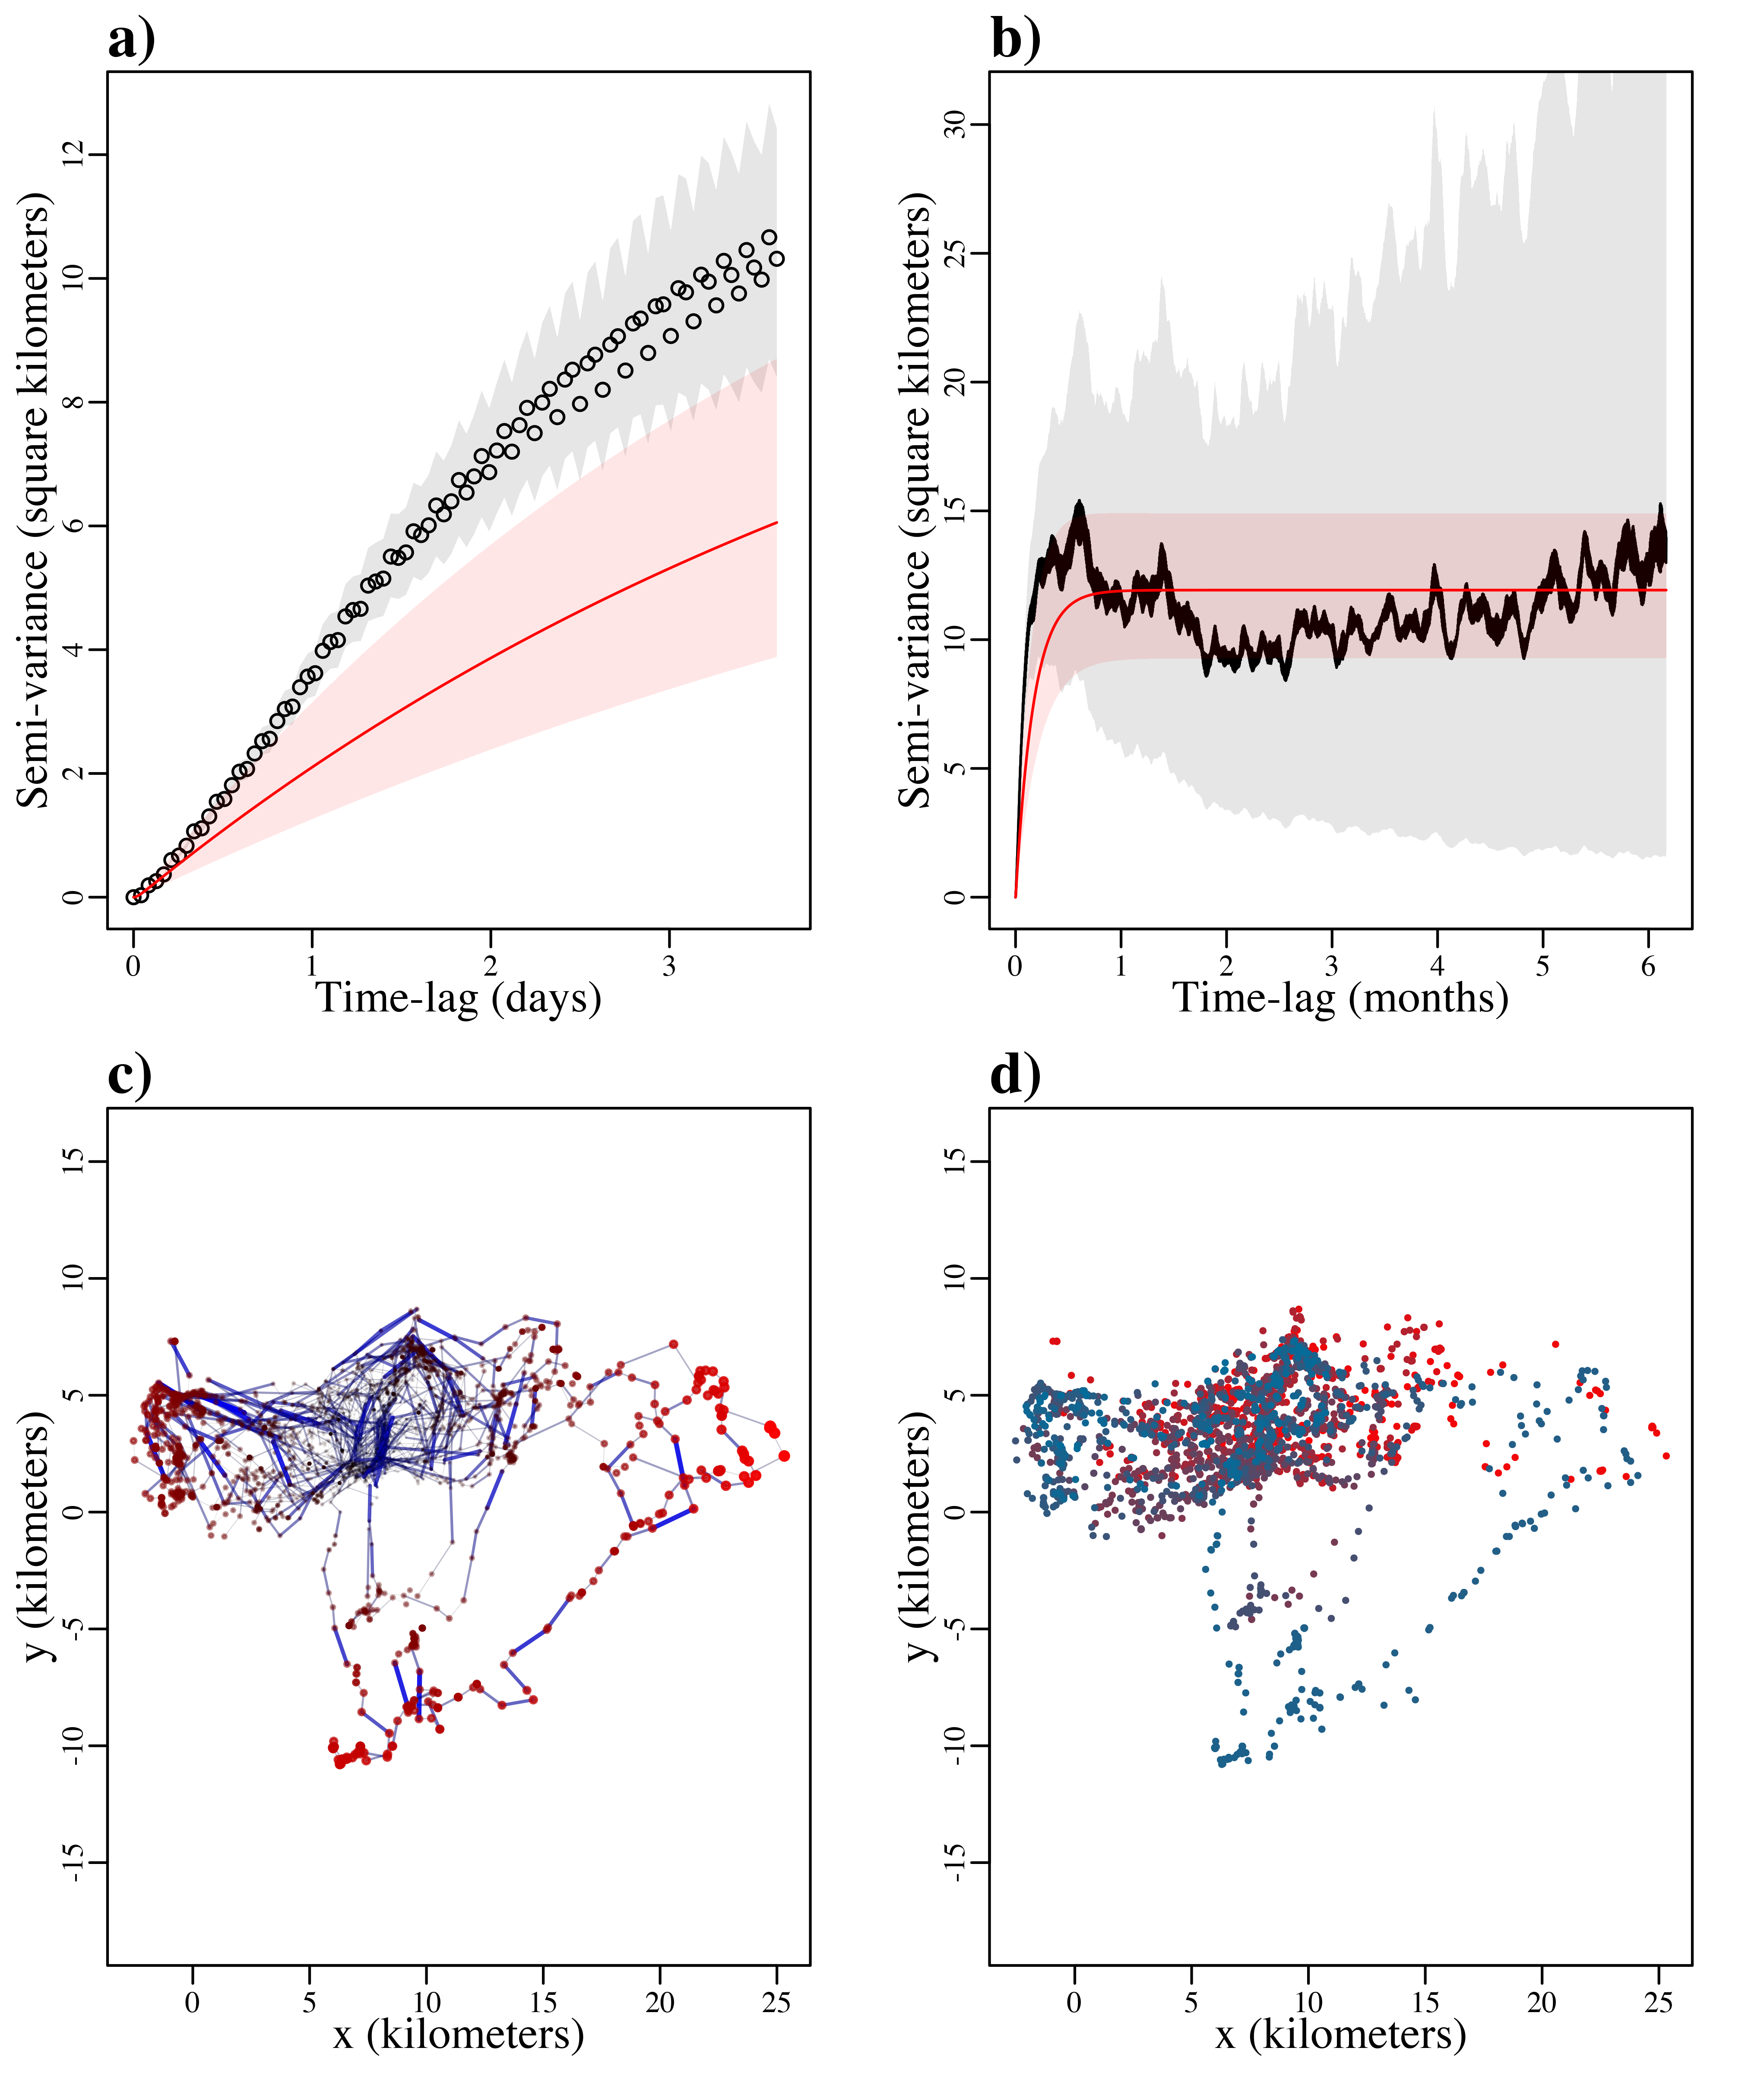 a)
Semi-variance (square kilometers)
0 2 4 6 8 10 12
0 1 2 3
Time-lag (days)
b)
Semi-variance (square kilometers)
0 5 10 15 20 25 30
0 1 2 3 4 5 6
Time-lag (months)
c)
y (kilometers)
-15 -10 -5 0 5 10 15
0 5 10 15 20 25
x (kilometers)
d)
y (kilometers)
-15 -10 -5 0 5 10 15
0 5 10 15 20 25
x (kilometers)